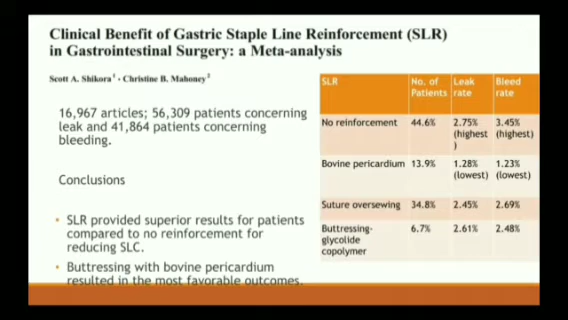 Clinical Benefit of Gastric Staple Line Reinforcement (SLR)
in Gastrointestinal Surgery: a Meta-analysis
Scott A. Shikora 1 · Christine B. Mahoney 2
16,967 articles; 56,309 patients concerning
leak and 41,864 patients concerning
bleeding.
Conclusions
• SLR provided superior results for patients
compared to no reinforcement for
reducing SLC.
• Buttressing with bovine pericardium
resulted in the most favorable outcomes.
SLR No. of Patients Leak rate Bleed rate
No reinforcement 44.6% 2.75% (highest) 3.45% (highest)
Bovine pericardium 13.9% 1.28% (lowest) 1.23% (lowest)
Suture oversewing 34.8% 2.45% 2.69%
Buttressing-glycolide copolymer 6.7% 2.61% 2.48%